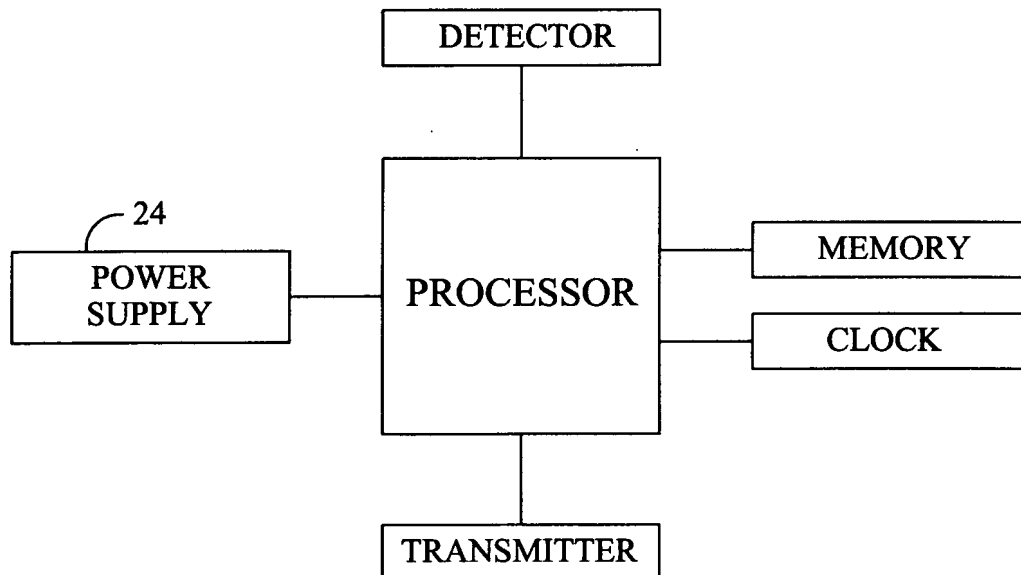 DETECTOR
24
POWER
SUPPLY
PROCESSOR
MEMORY
CLOCK
TRANSMITTER